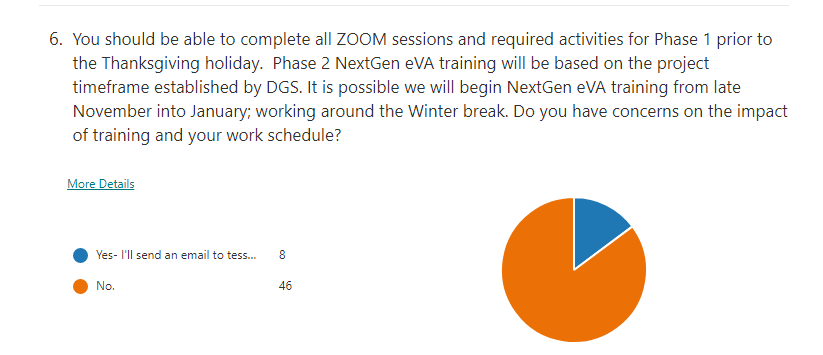 6. You should be able to complete all ZOOM sessions and required activities for Phase 1 prior to
the Thanksgiving holiday.  Phase 2 NextGen eVA training will be based on the project
timeframe established by DGS. It is possible we will begin NextGen eVA training from late
November into January; working around the Winter break. Do you have concerns on the impact
of training and your work schedule?
More Details
Yes- I'll send an email to tess... 8
No. 46